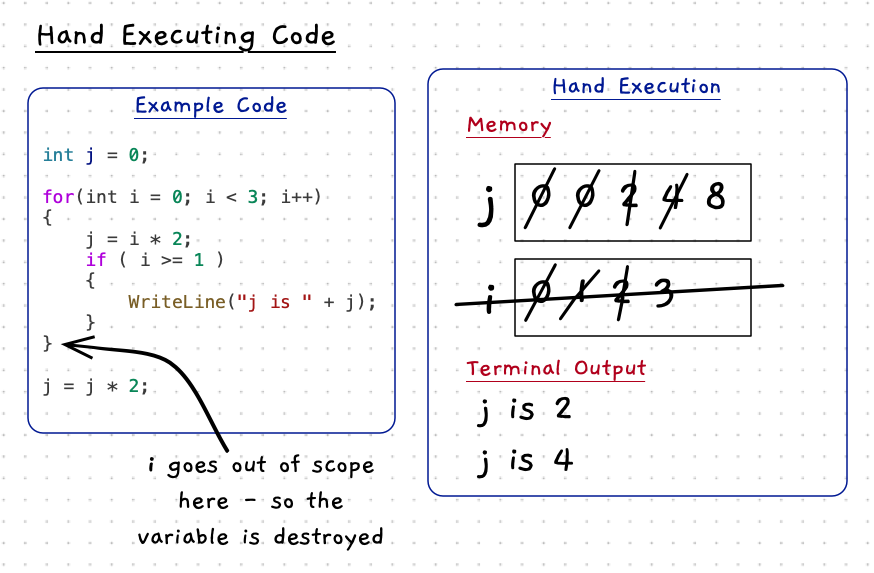 Hand Executing Code
Example Code
int j = 0;
for(int i = 0; i < 3; i++)
{
j = i * 2;
if ( i >= 1 )
{
WriteLine("j is " + j);
}
}
j = j * 2;
i goes out of scope
here - so the
variable is destroyed
Hand Execution
Memory
j 0 0 2 4 8
i 0 1 2 3
Terminal Output
j is 2
j is 4